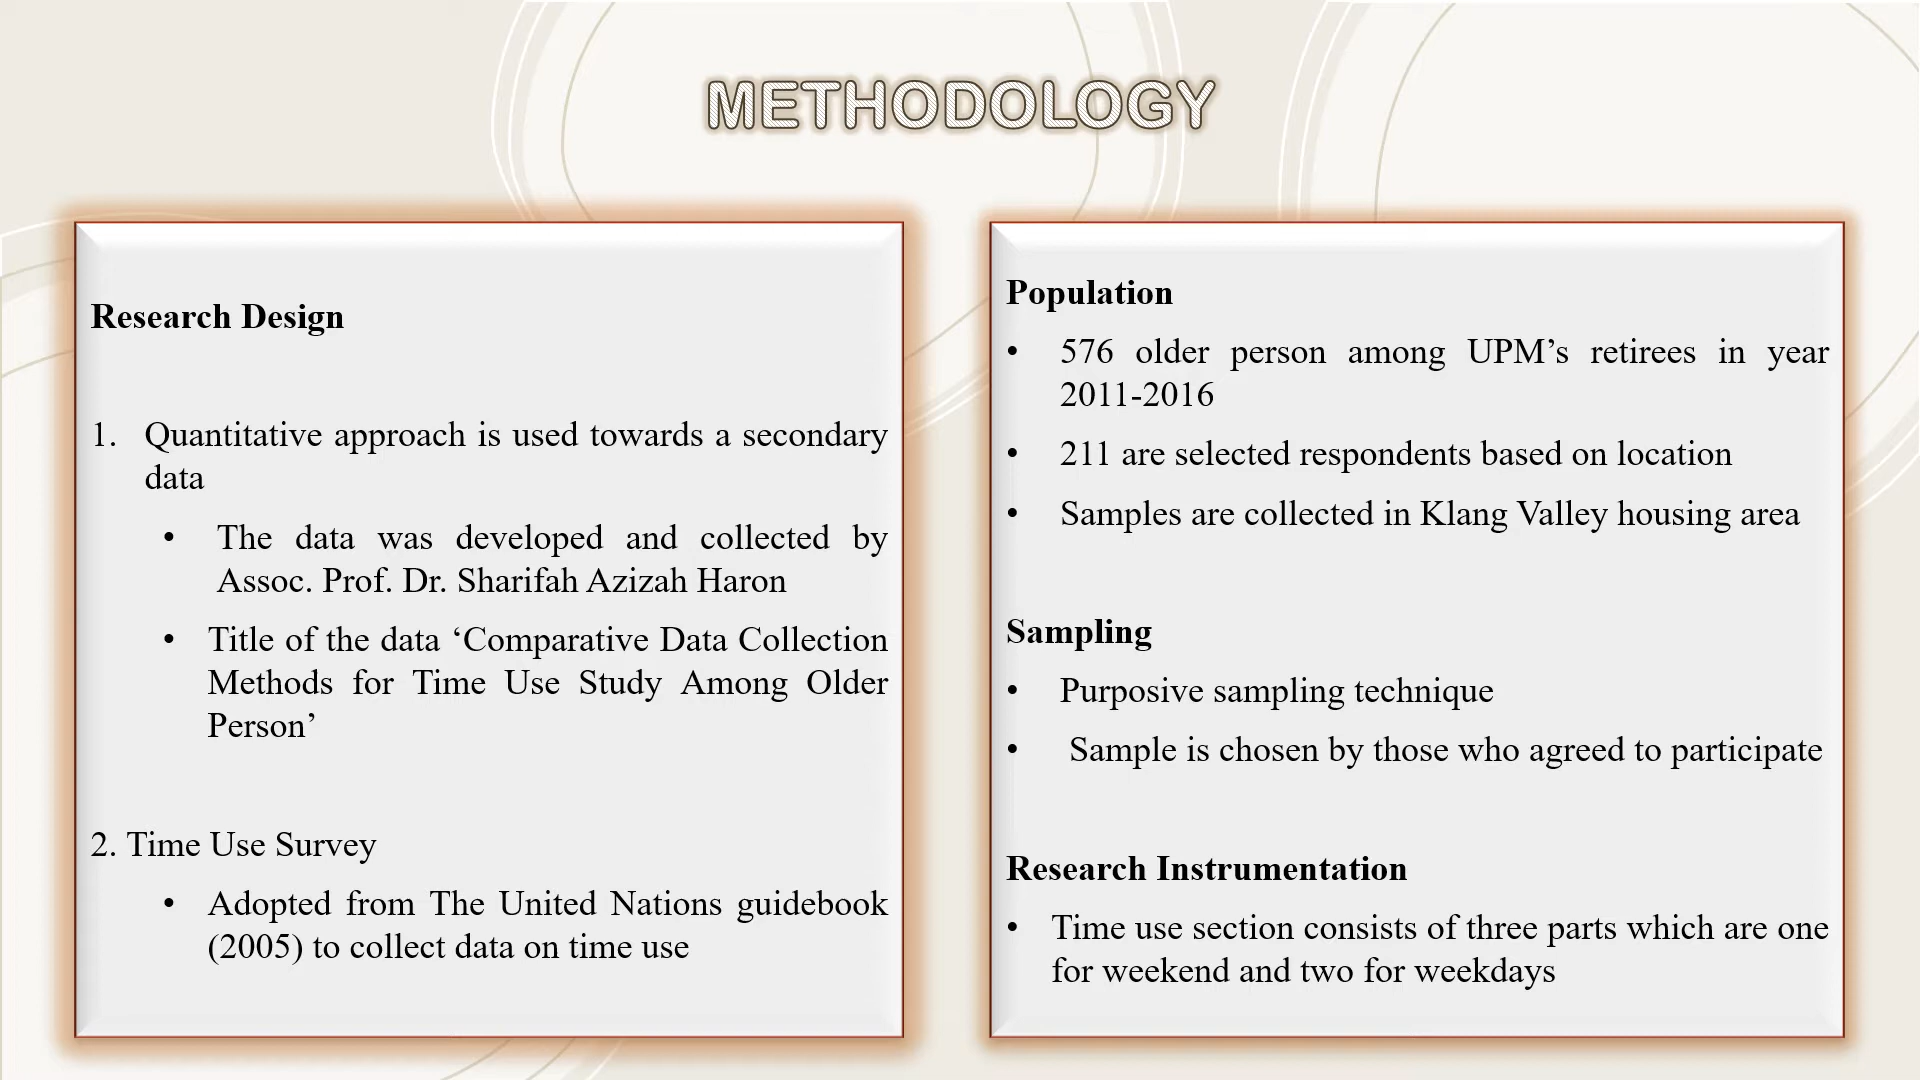 METHODOLOGY
Research Design
1. Quantitative approach is used towards a secondary
data
• The data was developed and collected by
Assoc. Prof. Dr. Sharifah Azizah Haron
• Title of the data ‘Comparative Data Collection
Methods for Time Use Study Among Older
Person’
2. Time Use Survey
• Adopted from The United Nations guidebook
(2005) to collect data on time use
Population
• 576 older person among UPM’s retirees in year
2011-2016
• 211 are selected respondents based on location
• Samples are collected in Klang Valley housing area
Sampling
• Purposive sampling technique
• Sample is chosen by those who agreed to participate
Research Instrumentation
• Time use section consists of three parts which are one
for weekend and two for weekdays